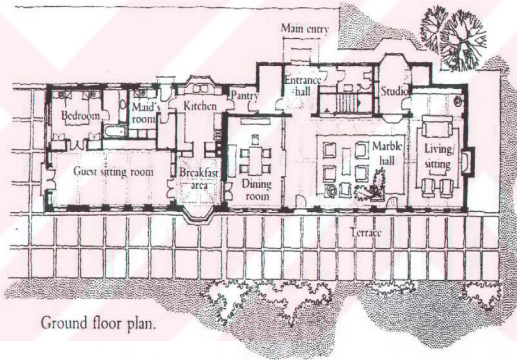 Main entry
Entrance
hall
Pantry
Kitchen
Maid's
room
Bedroom
Studio
Guest sitting room
Breakfast
area
Dining
room
Marble
hall
Living
sitting
Terrace
Ground floor plan.